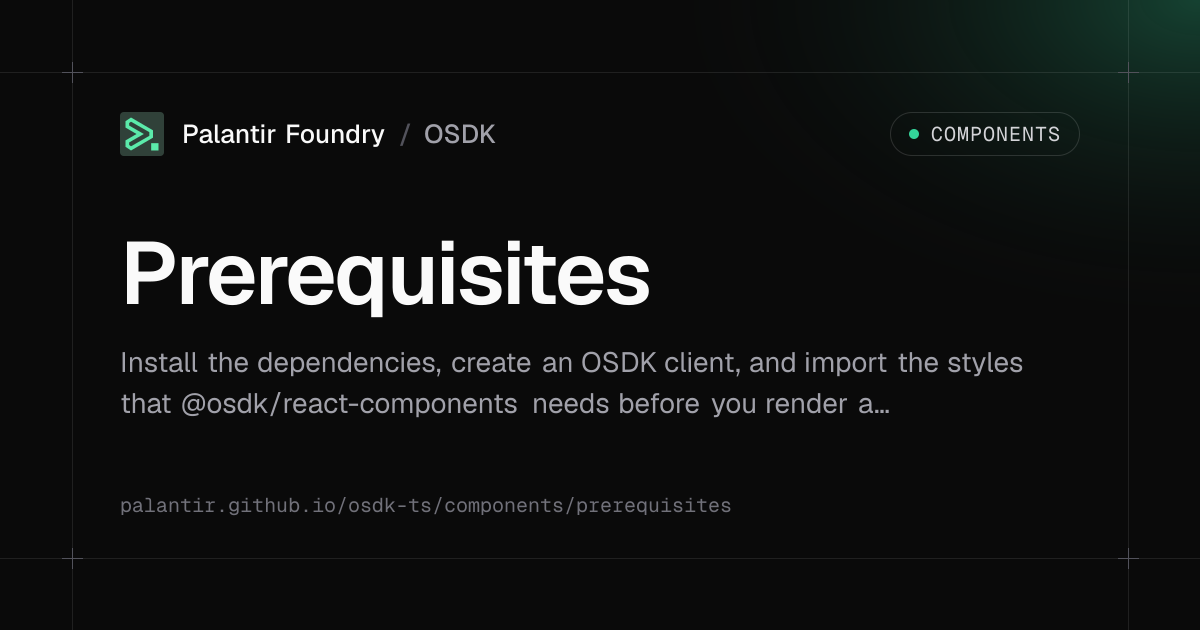 Palantir Foundry / OSDK
COMPONENTS
Prerequisites
Install the dependencies, create an OSDK client, and import the styles
that @osdk/react-components needs before you render a…
palantir.github.io/osdk-ts/components/prerequisites